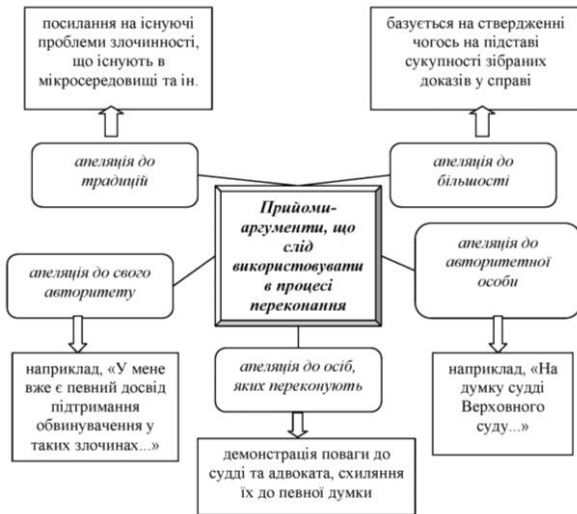 посилання на існуючі
проблеми злочинності,
що існують в
мікросередовищі та ін.
базується на ствердженні
чогось на підставі
сукупності зібраних
доказів у справі
апеляція до
традицій
апеляція до
більшості
Прийоми-
аргументи, що
слід
використовувати
в процесі
переконання
апеляція до свого
авторитету
апеляція до
авторитетної
особи
наприклад, «У мене
вже є певний досвід
підтримання
обвинувачення у
таких злочинах...»
апеляція до осіб,
яких переконують
наприклад, «На
думку судді
Верховного
суду...»
демонстрація поваги до
судді та адвоката, схиляння
їх до певної думки